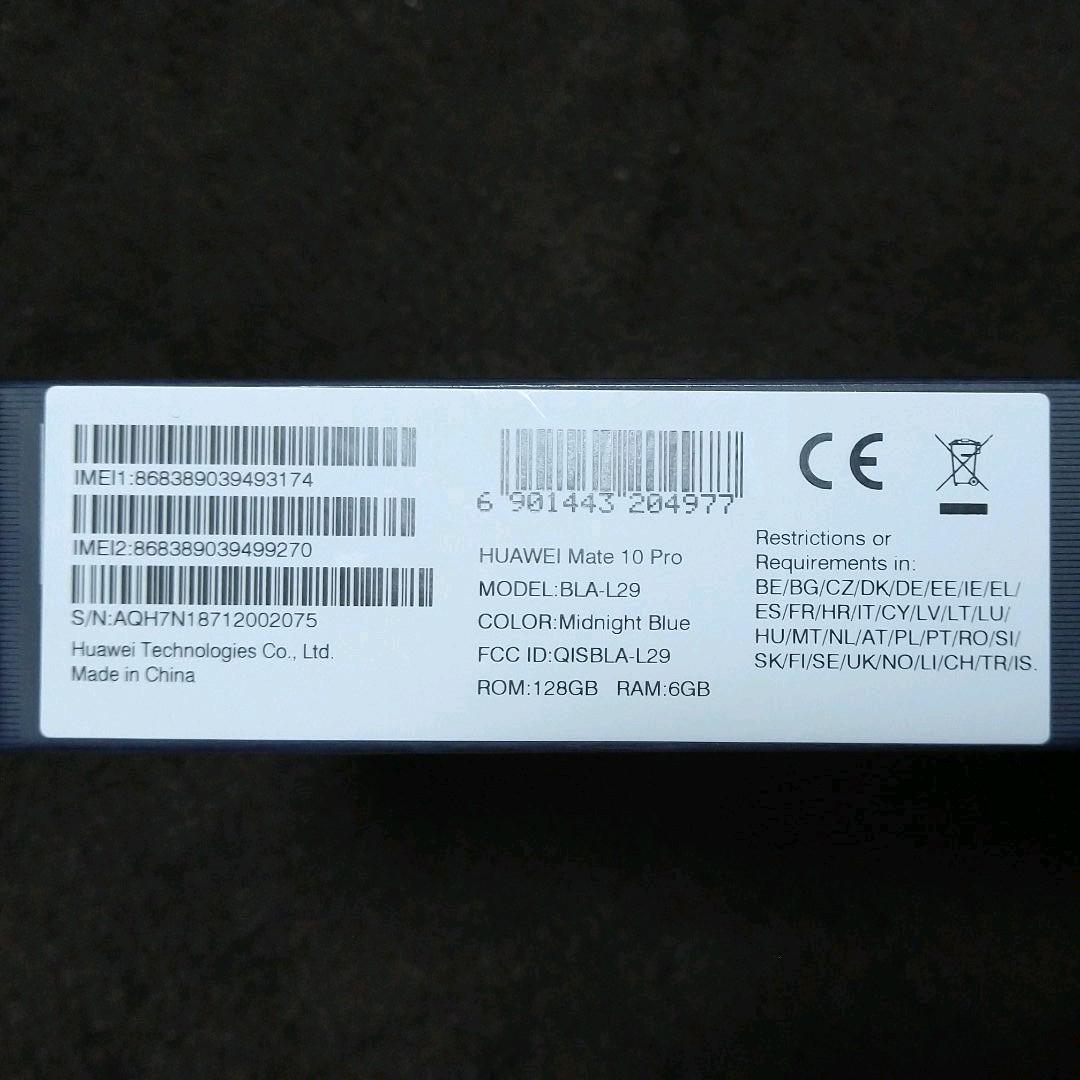 IMEI1:868389039493174
IMEI2:868389039499270
S/N:AQH7N18712002075
Huawei Technologies Co., Ltd.
Made in China
6 901443 204977
HUAWEI Mate 10 Pro
MODEL:BLA-L29
COLOR:Midnight Blue
FCC ID:QISBLA-L29
ROM:128GB RAM:6GB
CE
Restrictions or
Requirements in:
BE/BG/CZ/DK/DE/EE/IE/EL/
ES/FR/HR/IT/CY/LV/LT/LU/
HU/MT/NL/AT/PL/PT/RO/SI/
SK/FI/SE/UK/NO/LI/CH/TR/IS.